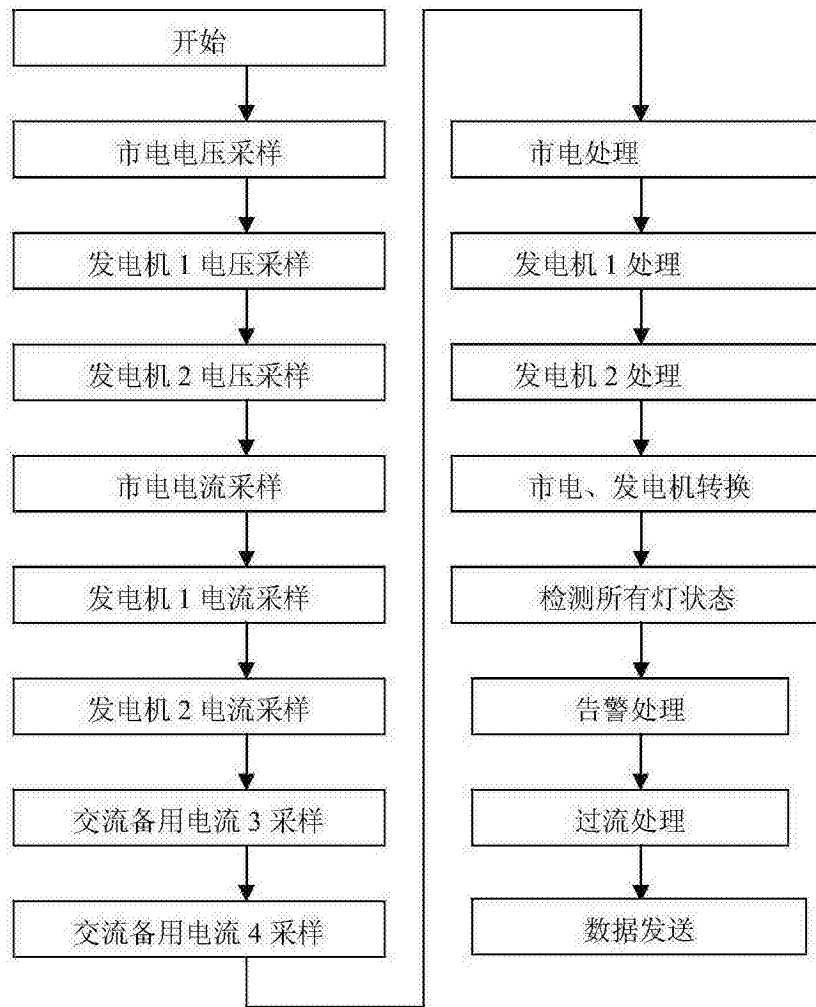 开始
市电电压采样
发电机 1 电压采样
发电机 2 电压采样
市电电流采样
发电机 1 电流采样
发电机 2 电流采样
交流备用电流 3 采样
交流备用电流 4 采样
市电处理
发电机 1 处理
发电机 2 处理
市电、发电机转换
检测所有灯状态
告警处理
过流处理
数据发送